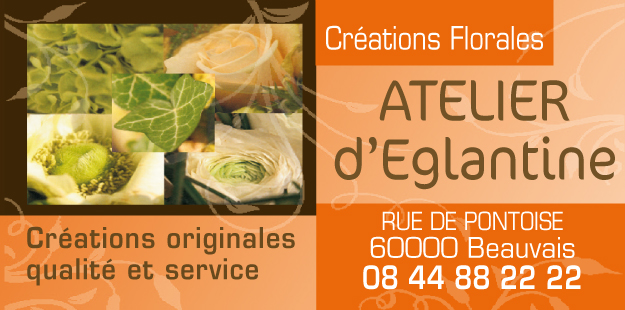 Créations Florales
ATELIER
d'Eglantine
Créations originales
qualité et service
RUE DE PONTOISE
60000 Beauvais
08 44 88 22 22